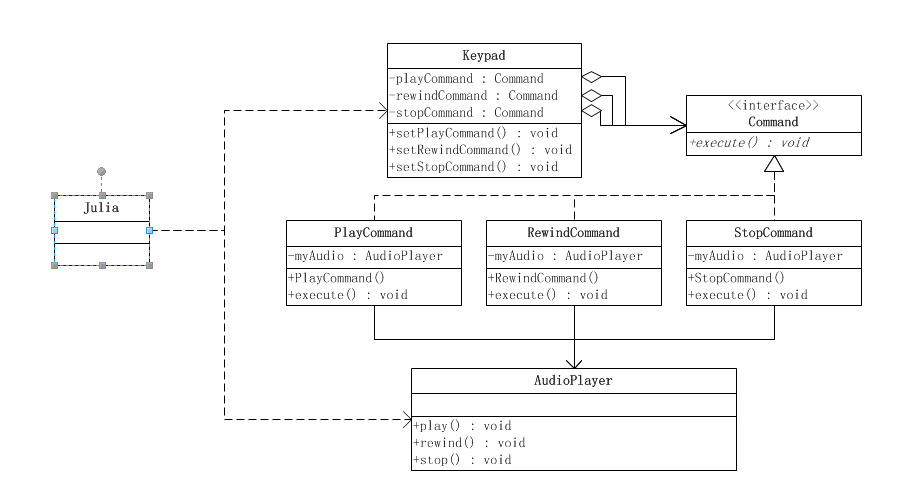 Keypad
-playCommand : Command
-rewindCommand : Command
-stopCommand : Command
+setPlayCommand() : void
+setRewindCommand() : void
+setStopCommand() : void
<<interface>>
Command
+execute() : void
Julia
PlayCommand
-myAudio : AudioPlayer
+PlayCommand()
+execute() : void
RewindCommand
-myAudio : AudioPlayer
+RewindCommand()
+execute() : void
StopCommand
-myAudio : AudioPlayer
+StopCommand()
+execute() : void
AudioPlayer
+play() : void
+rewind() : void
+stop() : void